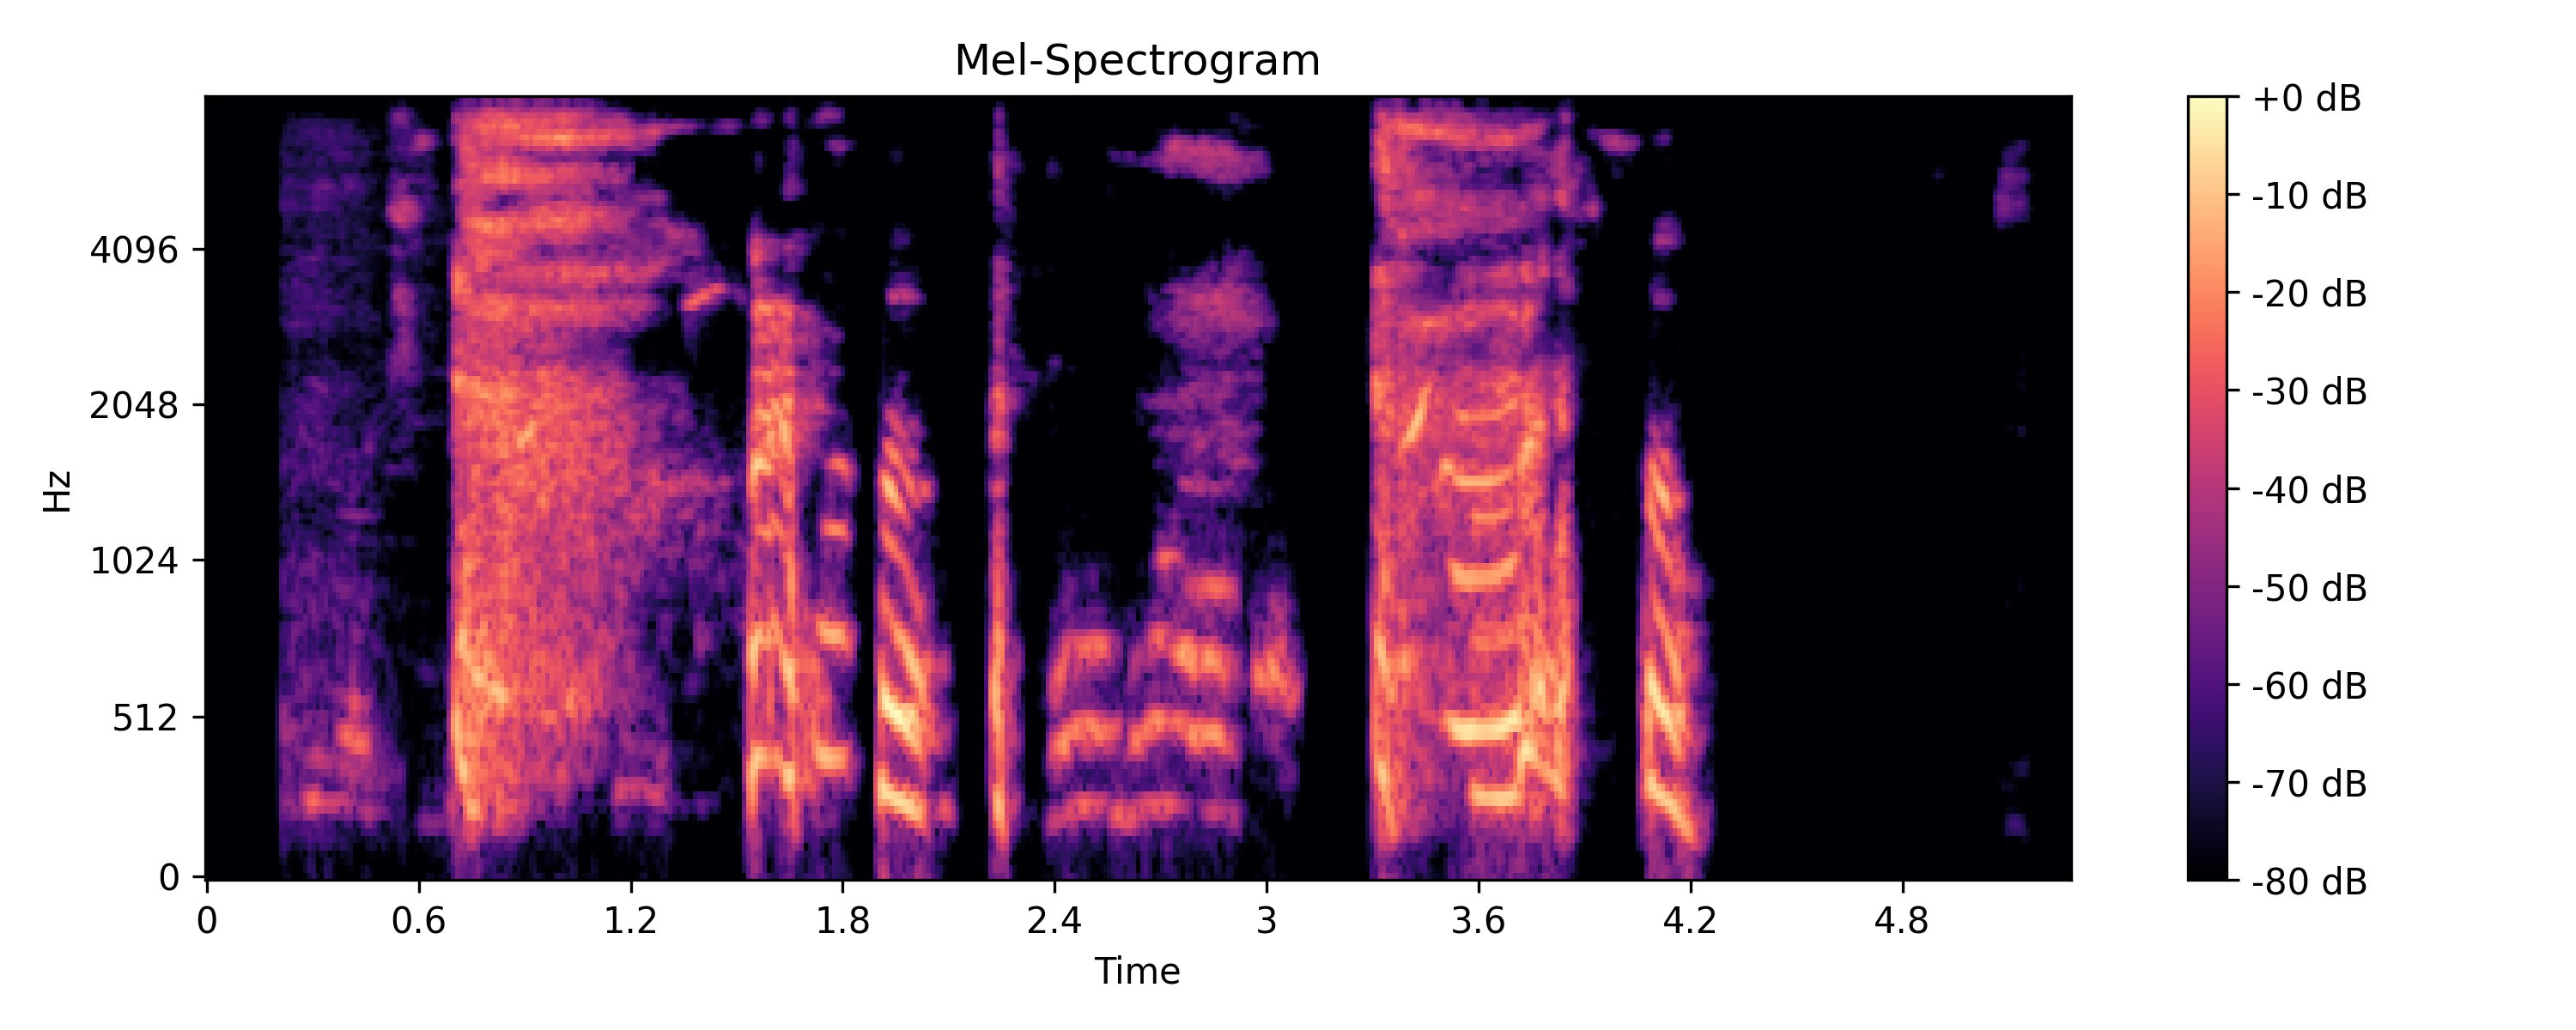 Mel-Spectrogram
+0 dB
-10 dB
-20 dB
-30 dB
-40 dB
-50 dB
-60 dB
-70 dB
-80 dB
Hz
4096
2048
1024
512
0
0 0.6 1.2 1.8 2.4 3 3.6 4.2 4.8
Time